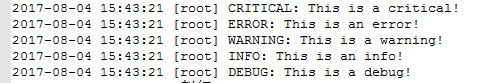 2017-08-04 15:43:21 [root] CRITICAL: This is a critical!
2017-08-04 15:43:21 [root] ERROR: This is an error!
2017-08-04 15:43:21 [root] WARNING: This is a warning!
2017-08-04 15:43:21 [root] INFO: This is an info!
2017-08-04 15:43:21 [root] DEBUG: This is a debug!